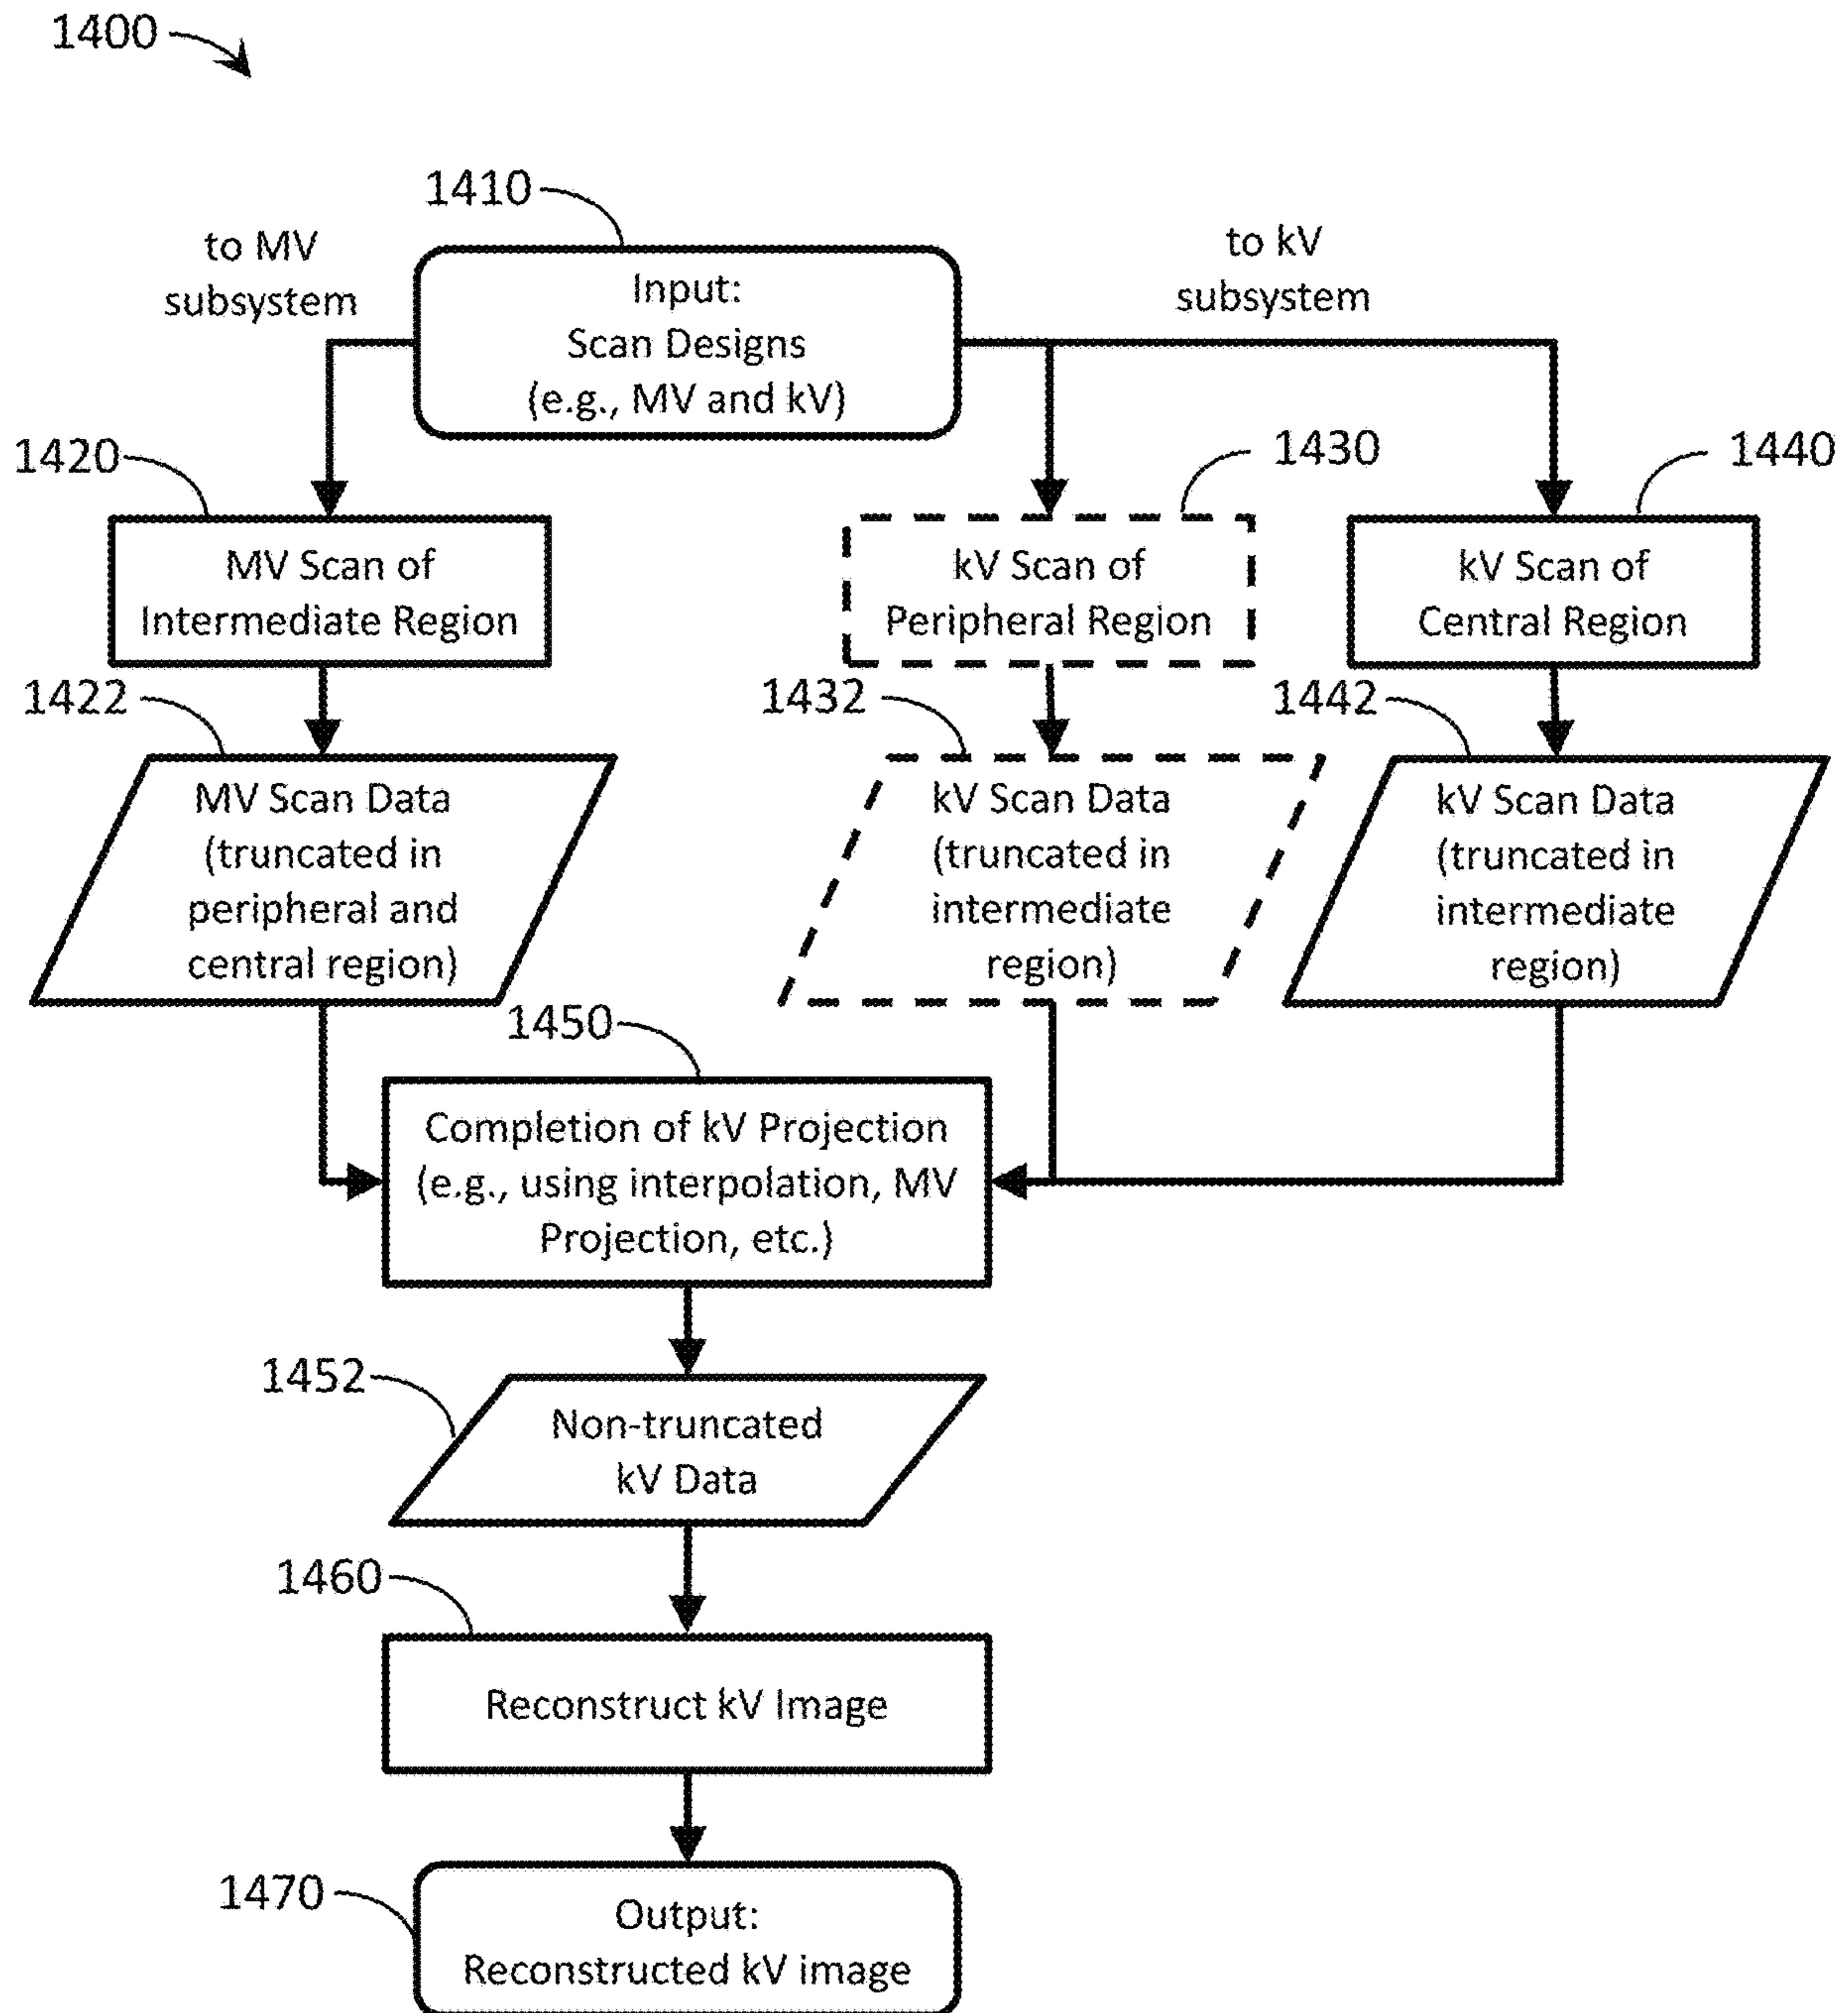 1400
1410
to MV
subsystem
Input:
Scan Designs
(e.g., MV and kV)
to kV
subsystem
1420
MV Scan of
Intermediate Region
1430
kV Scan of
Peripheral Region
1440
kV Scan of
Central Region
1422
MV Scan Data
(truncated in
peripheral and
central region)
1432
kV Scan Data
(truncated in
intermediate
region)
1442
kV Scan Data
(truncated in
intermediate
region)
1450
Completion of kV Projection
(e.g., using interpolation, MV
Projection, etc.)
1452
Non-truncated
kV Data
1460
Reconstruct kV Image
1470
Output:
Reconstructed kV image